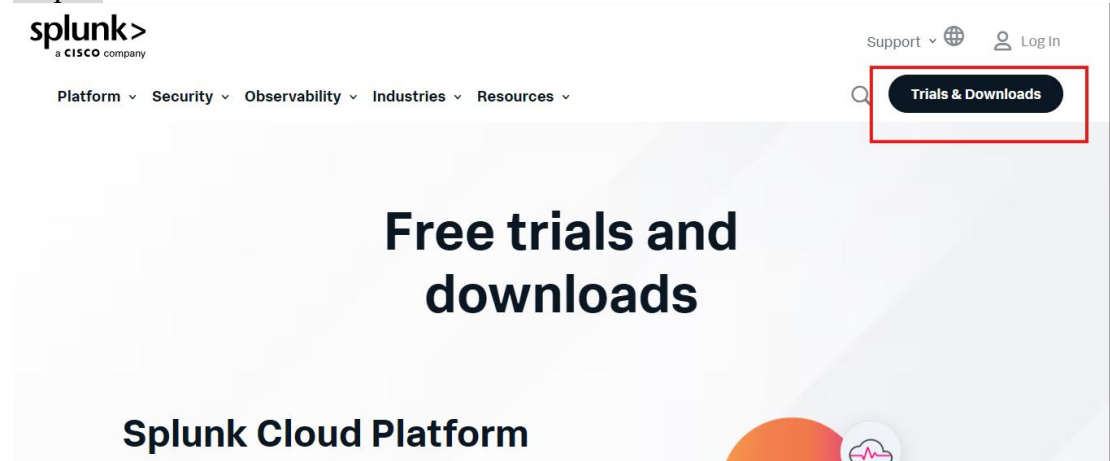 splunk>
a CISCO company
Support
Log In
Platform
Security
Observability
Industries
Resources
Trials & Downloads
Free trials and
downloads
Splunk Cloud Platform